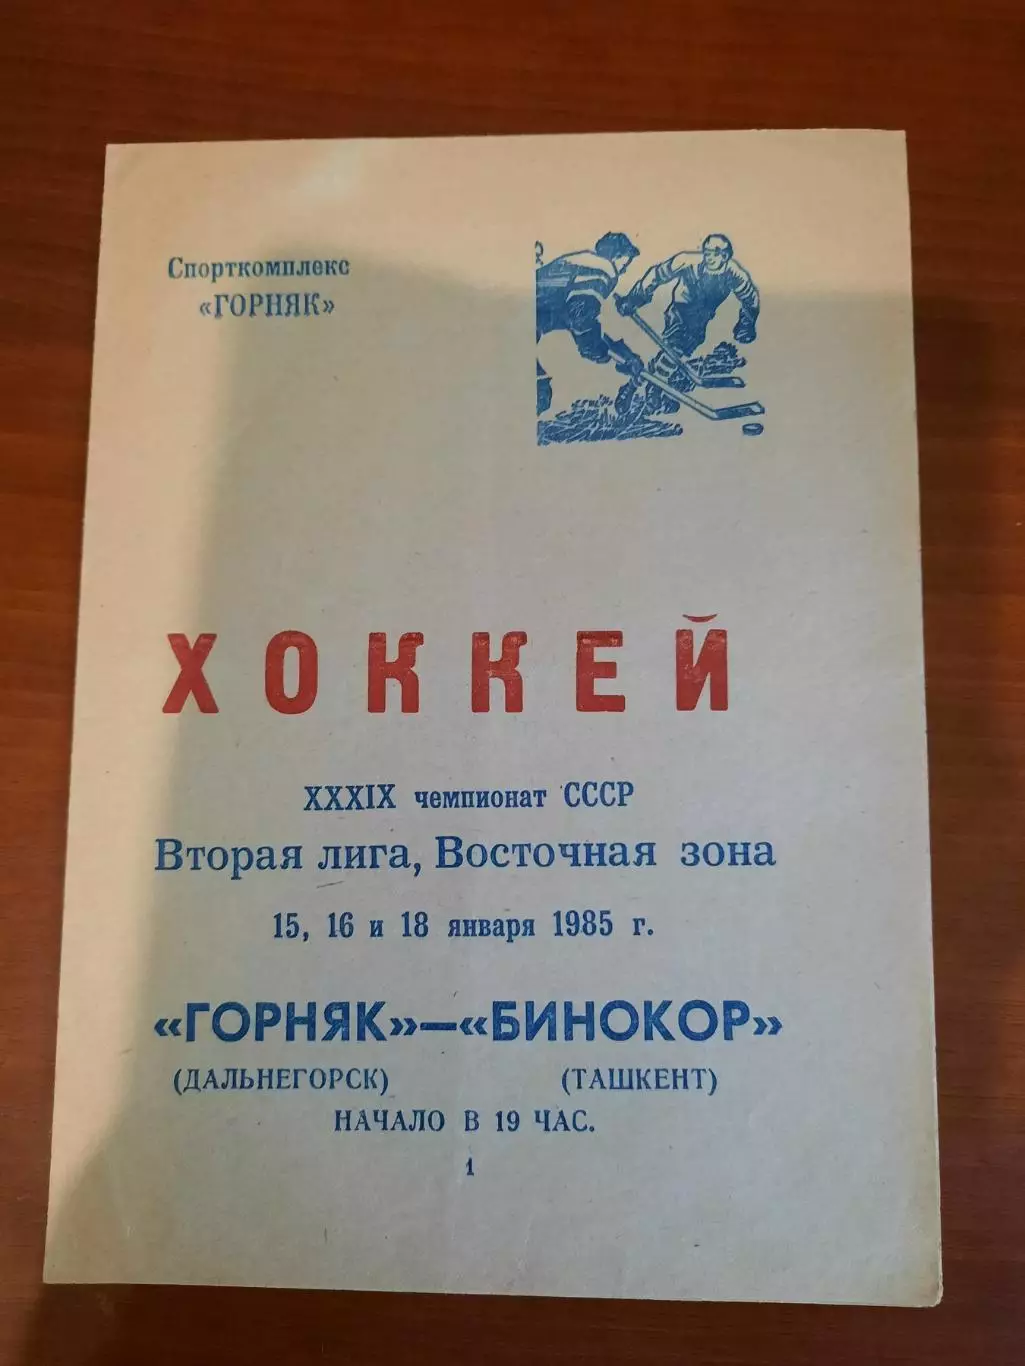 Спорткомплекс
«ГОРНЯК»
ХОККЕЙ
XXXIX чемпионат СССР
Вторая лига, Восточная зона
15, 16 и 18 января 1985 г.
«ГОРНЯК»—«БИНОКОР»
(ДАЛЬНЕГОРСК) (ТАШКЕНТ)
НАЧАЛО В 19 ЧАС.
1